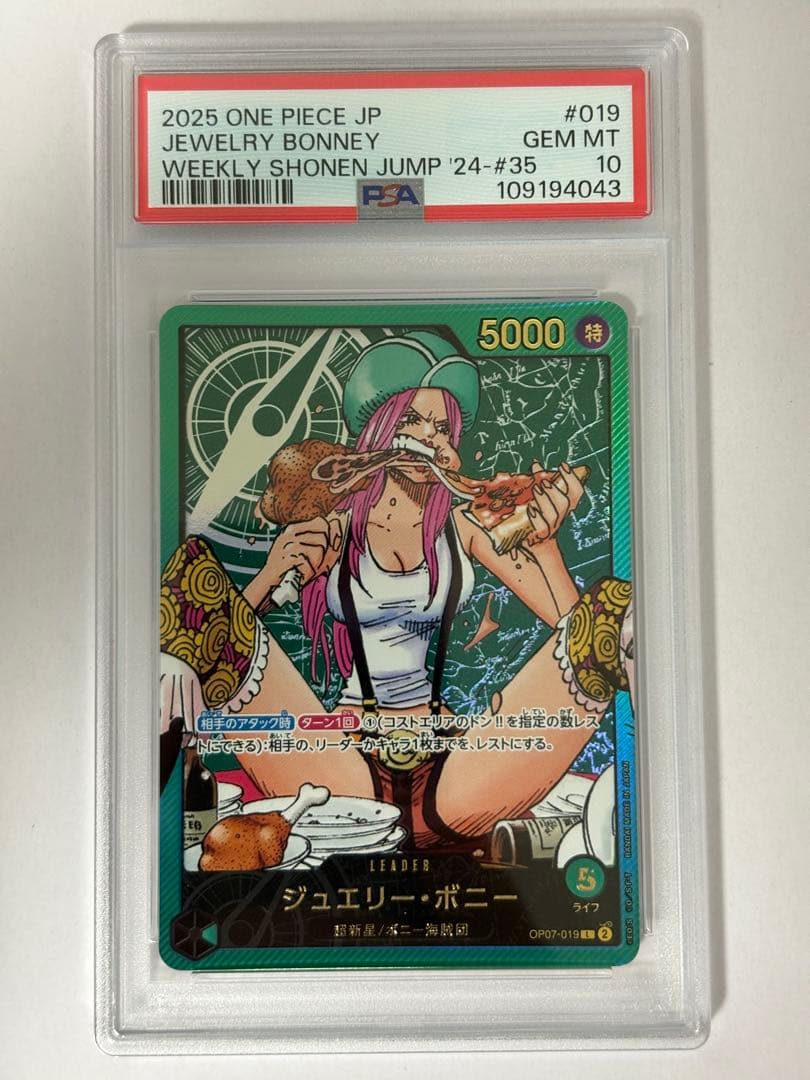 2025 ONE PIECE JP #019
JEWELRY BONNEY GEM MT
WEEKLY SHONEN JUMP '24-#35 10
PSA 109194043
5000 特
相手のアタック時 ターン1回 ①(コストエリアのドン!!を指定の数レス
トにできる):相手の、リーダーかキャラ1枚までを、レストにする。
BANDAI MADE IN JAPAN
LEADER
ジュエリー・ボニー
超新星/ボニー海賊団
5
ライフ
OP07-019 L 2